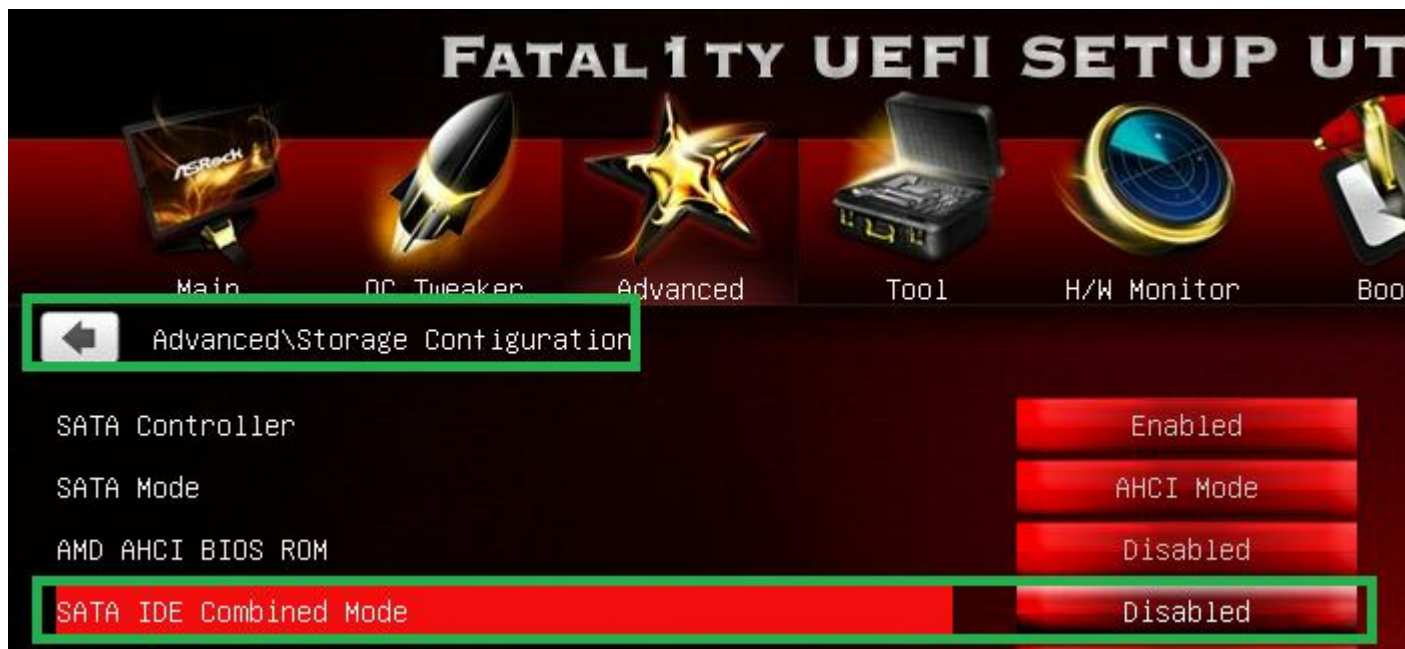 FATAL1TY UEFI SETUP UT
ASRock
Main OC Tweaker Advanced Tool H/W Monitor Boo
Advanced\Storage Configuration
SATA Controller Enabled
SATA Mode AHCI Mode
AMD AHCI BIOS ROM Disabled
SATA IDE Combined Mode Disabled